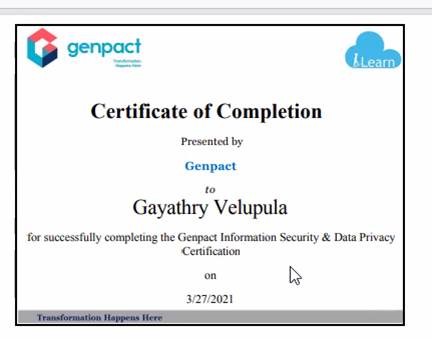 genpact
Transformation
Happens Here
iLearn
Certificate of Completion
Presented by
Genpact
to
Gayathry Velupula
for successfully completing the Genpact Information Security & Data Privacy
Certification
on
3/27/2021
Transformation Happens Here